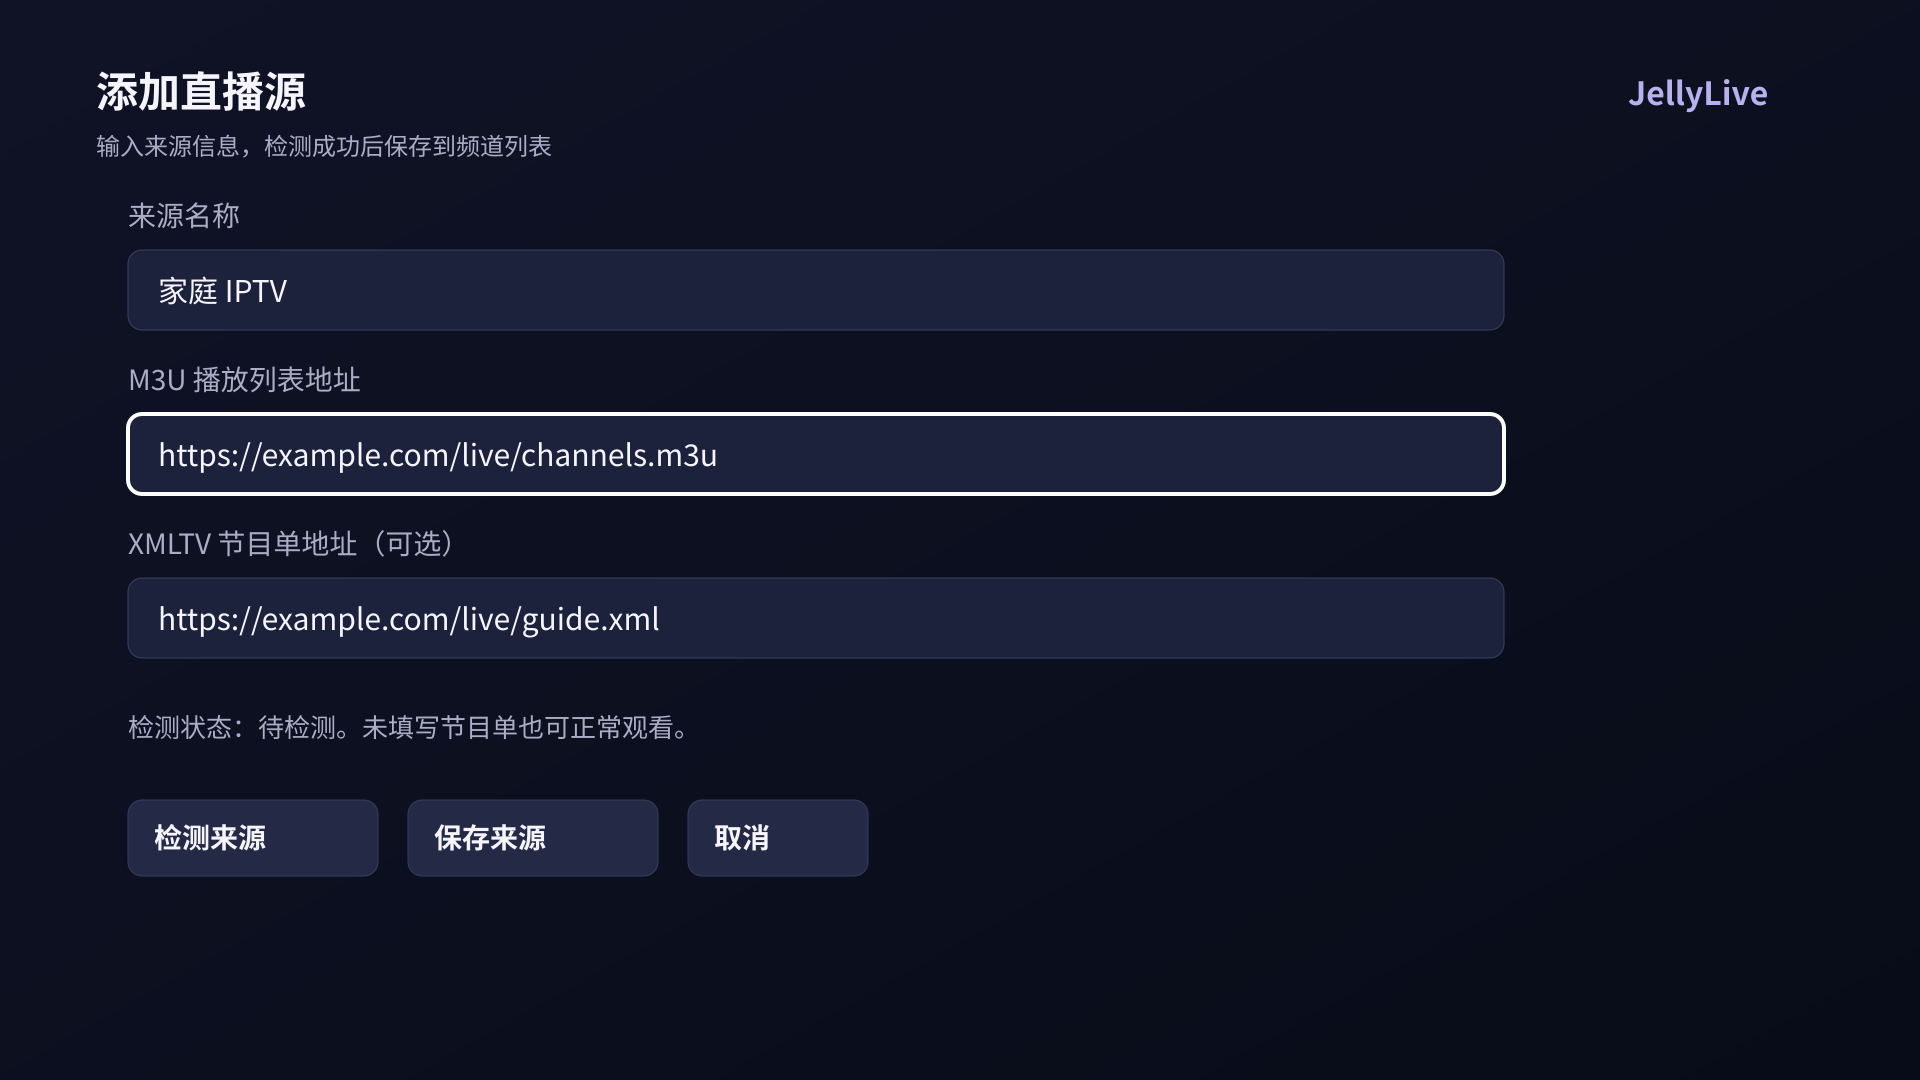 添加直播源
JellyLive
输入来源信息，检测成功后保存到频道列表
来源名称
家庭 IPTV
M3U 播放列表地址
https://example.com/live/channels.m3u
XMLTV 节目单地址（可选）
https://example.com/live/guide.xml
检测状态：待检测。未填写节目单也可正常观看。
检测来源
保存来源
取消